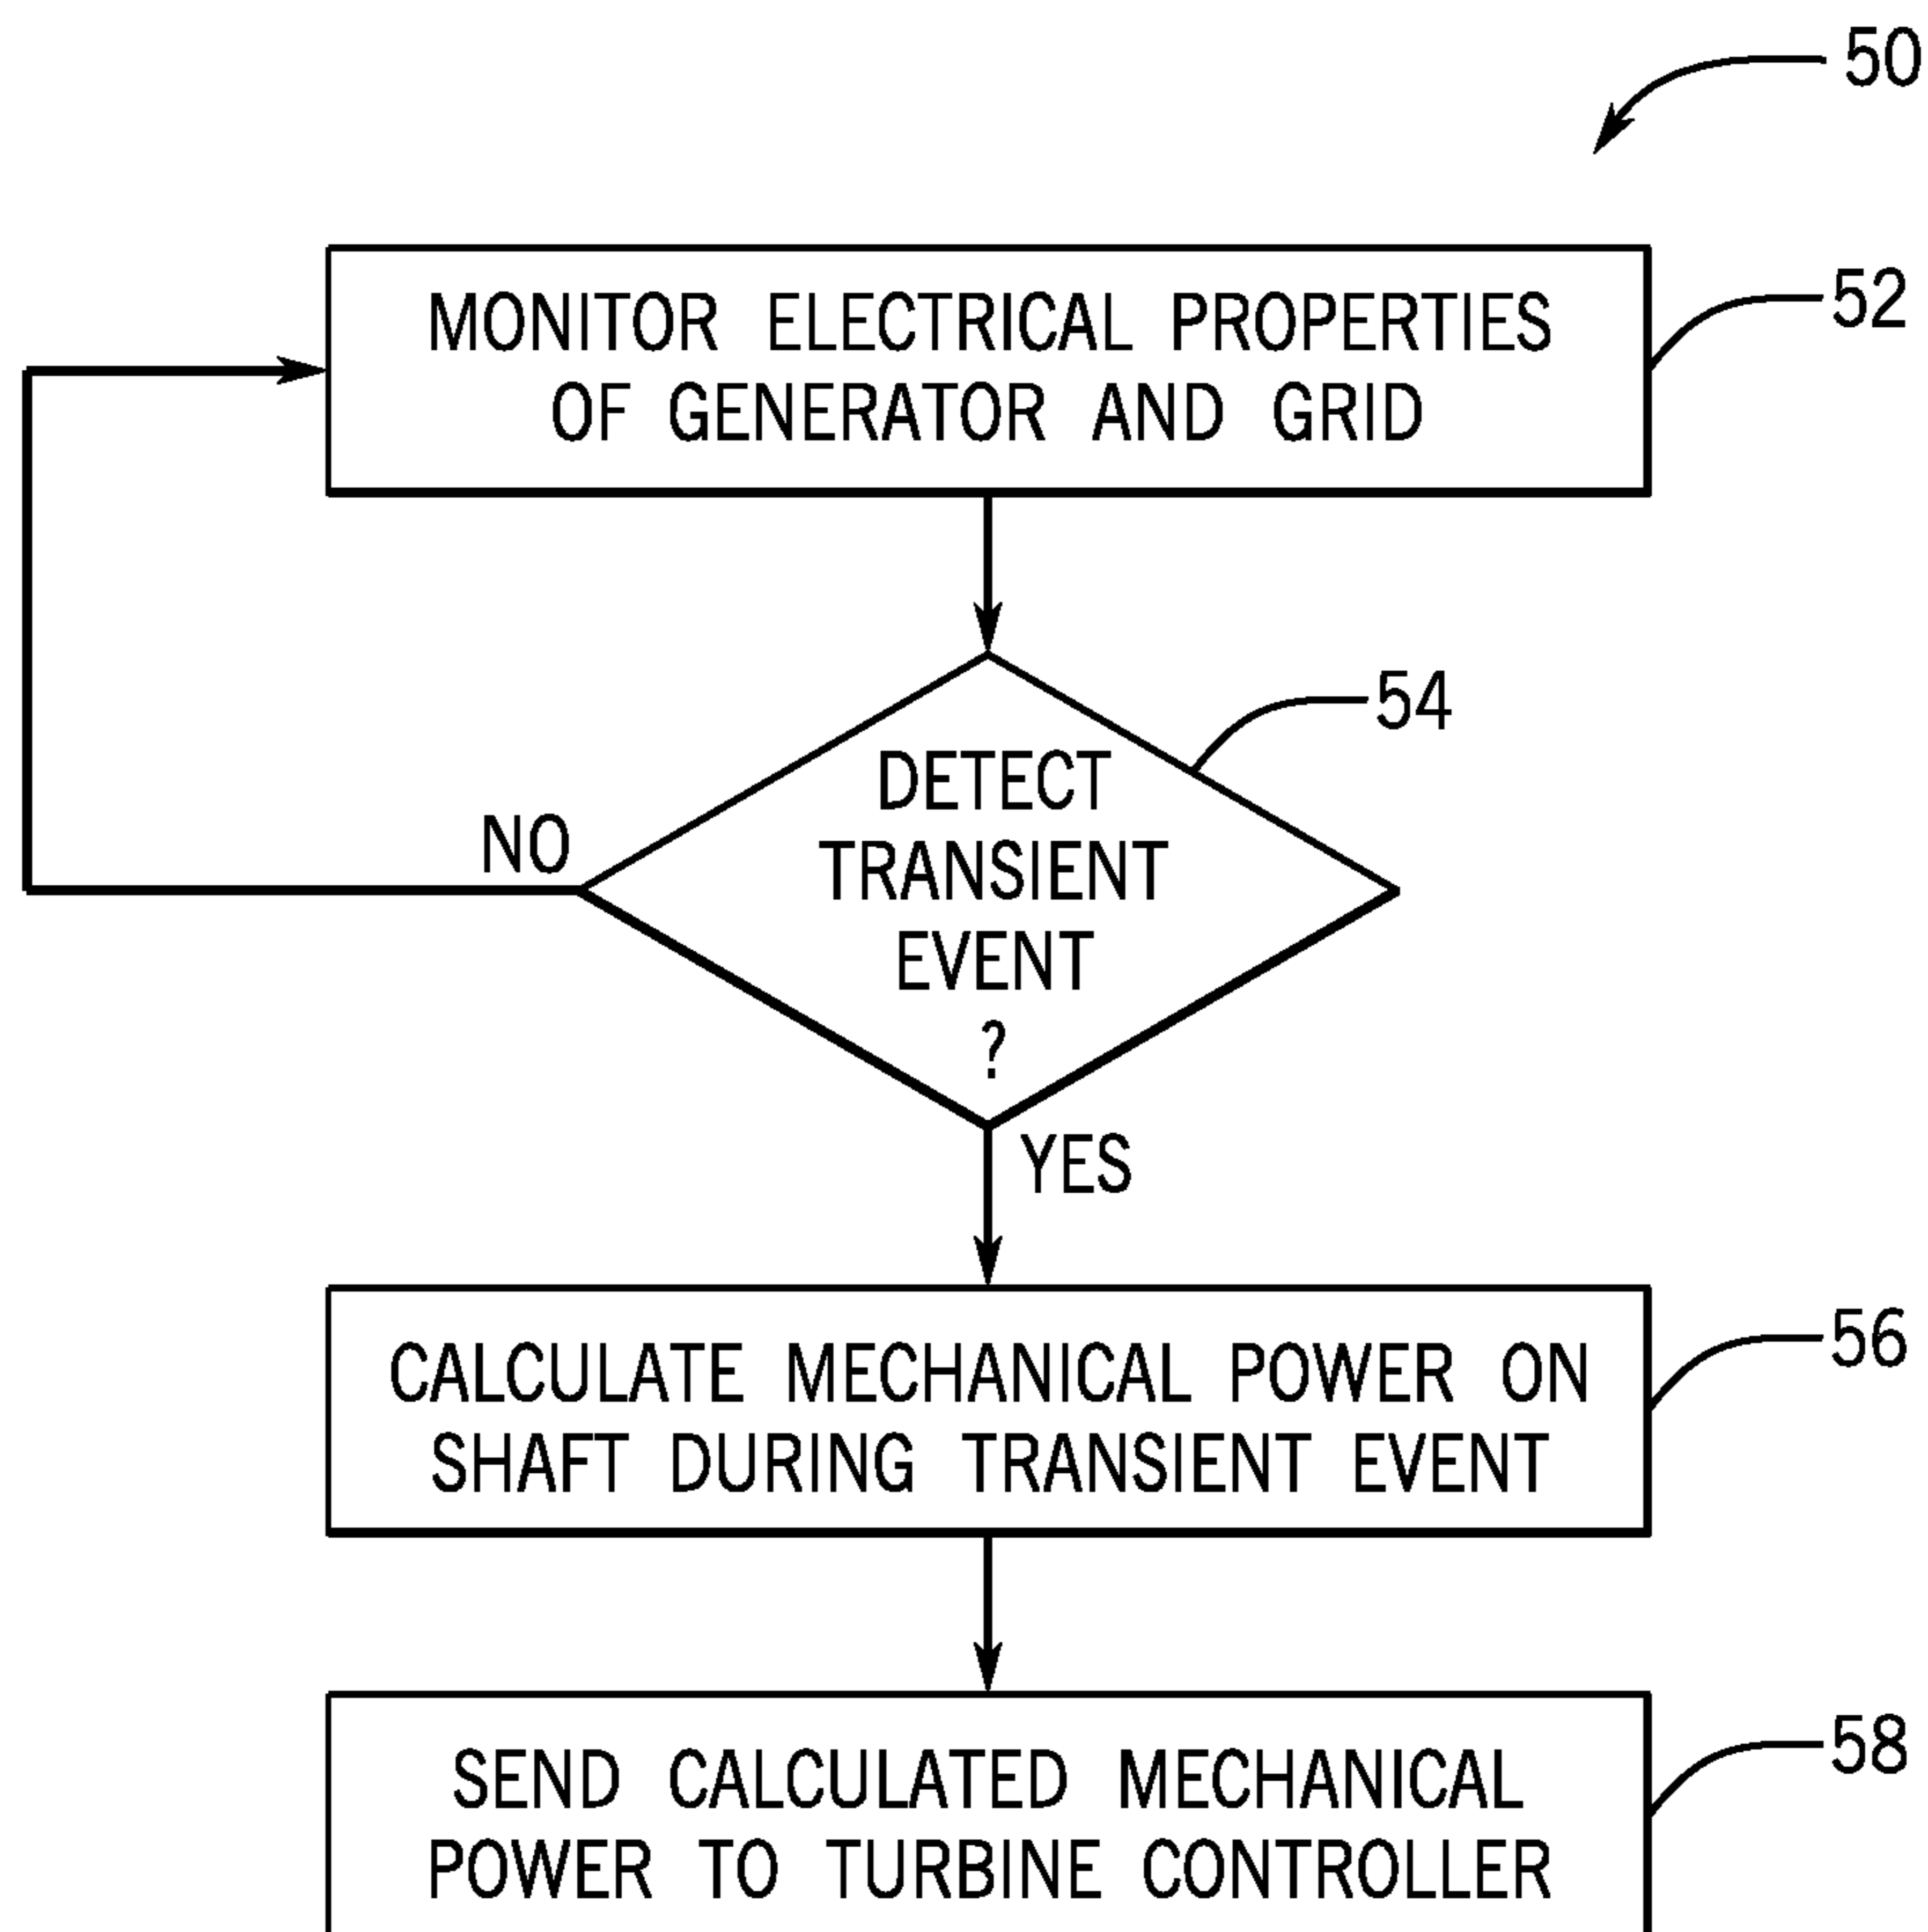 50
MONITOR ELECTRICAL PROPERTIES
OF GENERATOR AND GRID
52
DETECT
TRANSIENT
EVENT
?
54
NO
YES
CALCULATE MECHANICAL POWER ON
SHAFT DURING TRANSIENT EVENT
56
SEND CALCULATED MECHANICAL
POWER TO TURBINE CONTROLLER
58